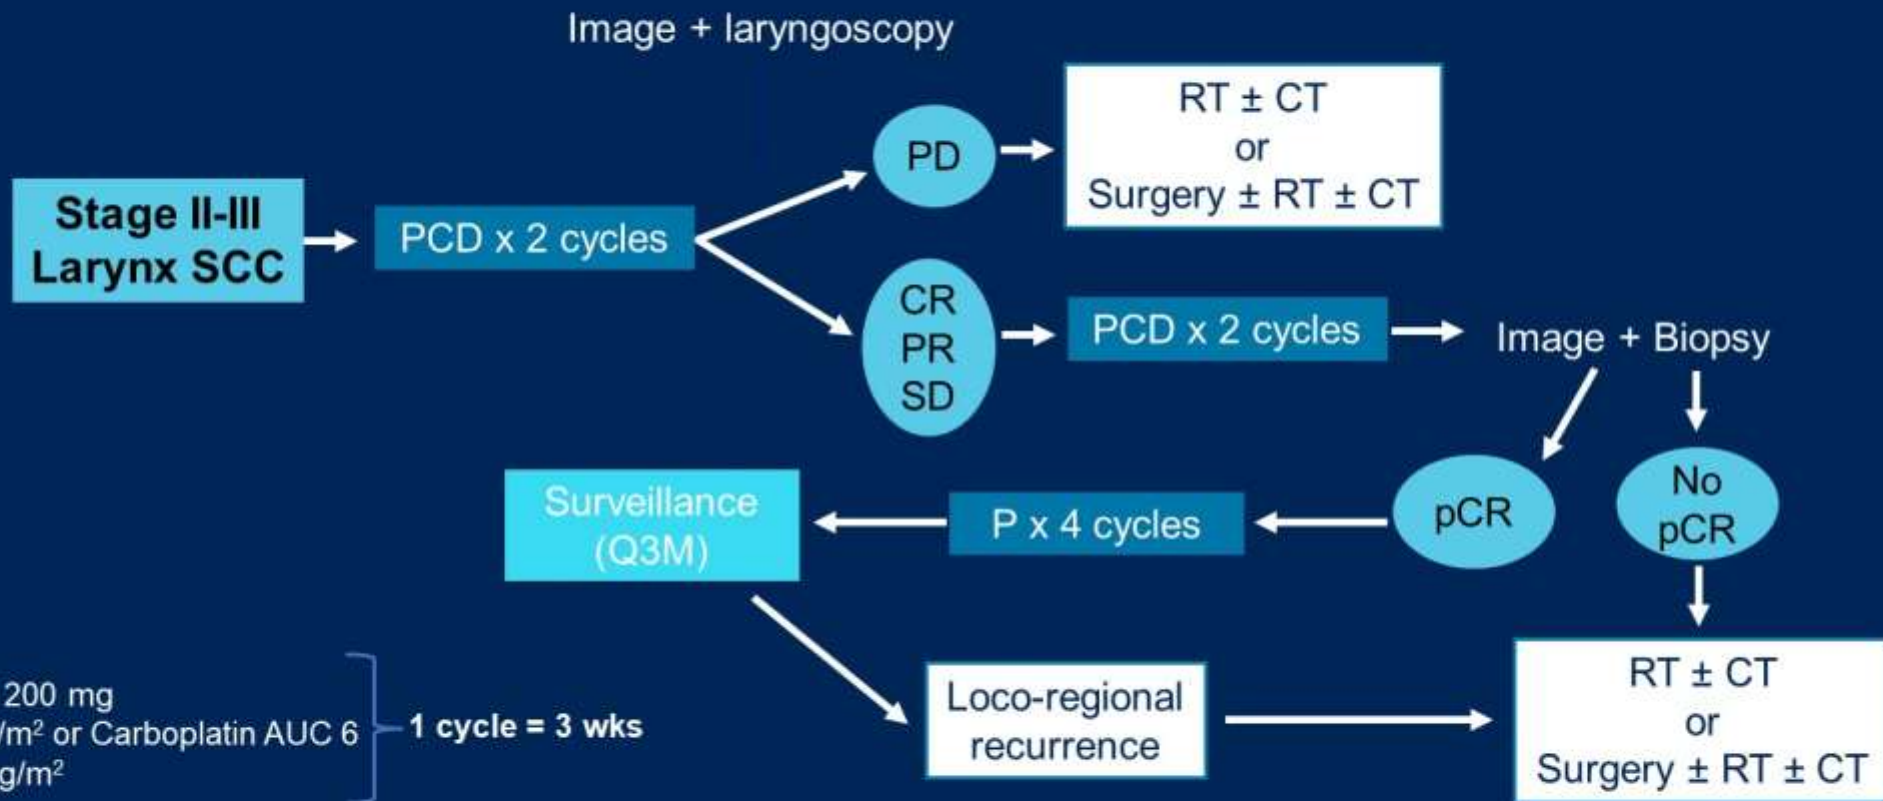 Image + laryngoscopy
PD
RT ± CT
or
Surgery ± RT ± CT
Stage II-III
Larynx SCC
PCD x 2 cycles
CR
PR
SD
PCD x 2 cycles
Image + Biopsy
pCR
No
pCR
P x 4 cycles
Surveillance
(Q3M)
200 mg
/m² or Carboplatin AUC 6
g/m²
1 cycle = 3 wks
Loco-regional
recurrence
RT ± CT
or
Surgery ± RT ± CT